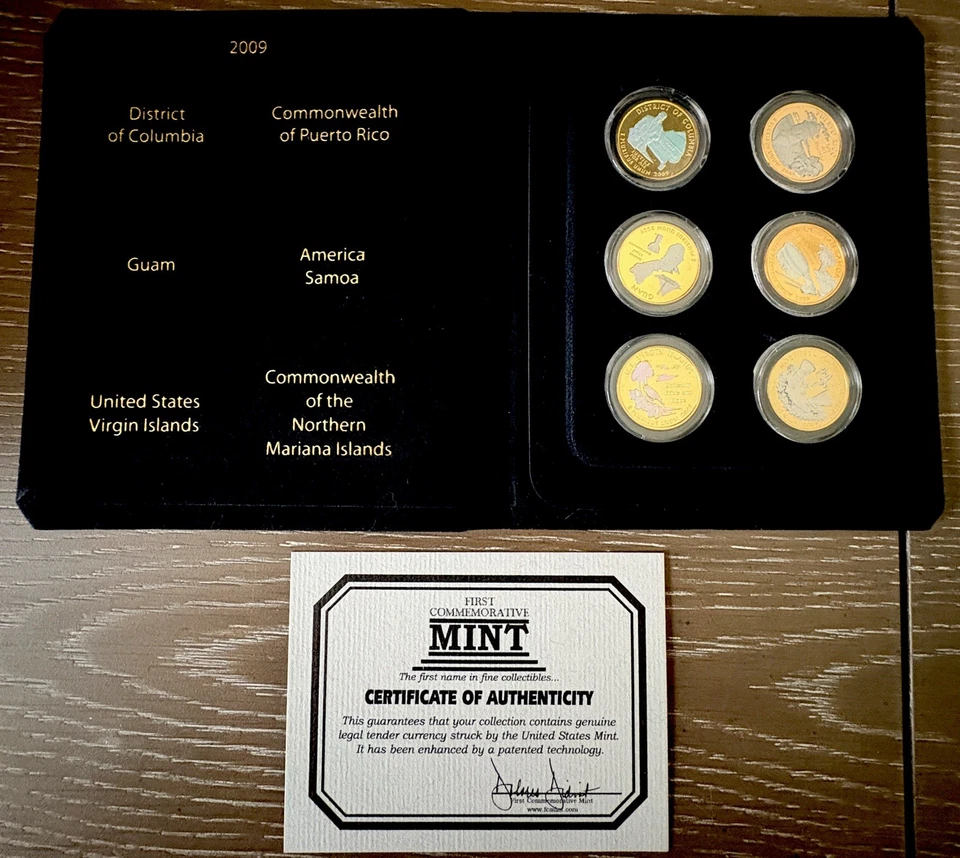 2009
District
of Columbia
Commonwealth
of Puerto Rico
Guam
America
Samoa
United States
Virgin Islands
Commonwealth
of the
Northern
Mariana Islands
DISTRICT OF COLUMBIA
2009
GUAM
FIRST
COMMEMORATIVE
MINT
The first name in fine collectibles...
CERTIFICATE OF AUTHENTICITY
This guarantees that your collection contains genuine
legal tender currency struck by the United States Mint.
It has been enhanced by a patented technology.
First Commemorative Mint